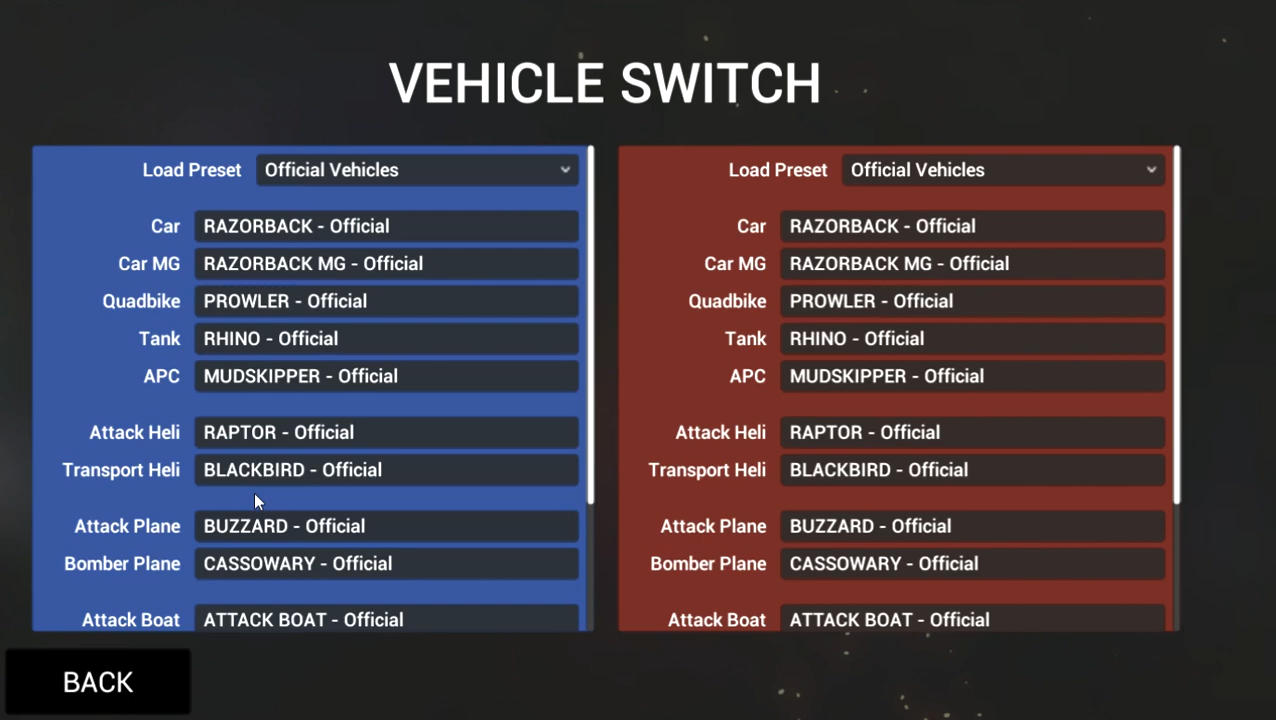 VEHICLE SWITCH
Load Preset Official Vehicles
Car RAZORBACK - Official
Car MG RAZORBACK MG - Official
Quadbike PROWLER - Official
Tank RHINO - Official
APC MUDSKIPPER - Official
Attack Heli RAPTOR - Official
Transport Heli BLACKBIRD - Official
Attack Plane BUZZARD - Official
Bomber Plane CASSOWARY - Official
Attack Boat ATTACK BOAT - Official
Load Preset Official Vehicles
Car RAZORBACK - Official
Car MG RAZORBACK MG - Official
Quadbike PROWLER - Official
Tank RHINO - Official
APC MUDSKIPPER - Official
Attack Heli RAPTOR - Official
Transport Heli BLACKBIRD - Official
Attack Plane BUZZARD - Official
Bomber Plane CASSOWARY - Official
Attack Boat ATTACK BOAT - Official
BACK